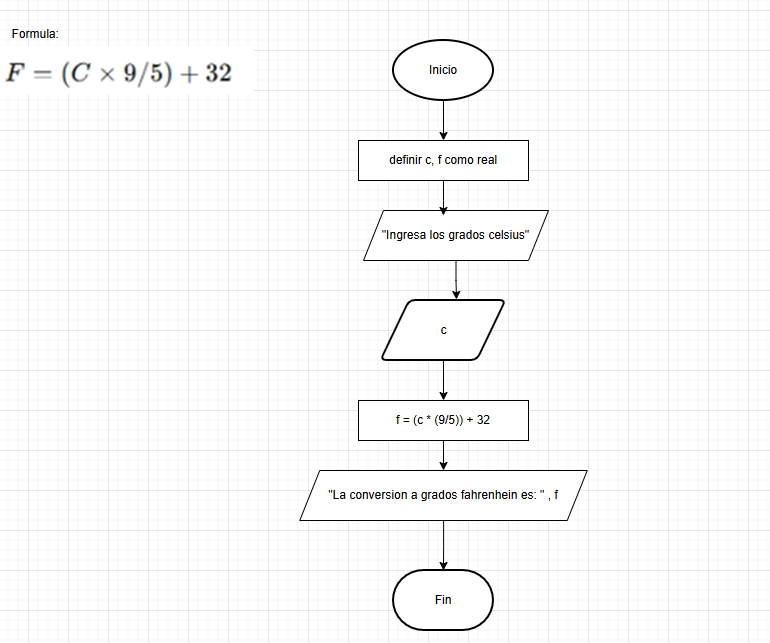 Formula:
F = (C × 9/5) + 32
Inicio
definir c, f como real
"Ingresa los grados celsius"
c
f = (c * (9/5)) + 32
"La conversion a grados fahrenhein es: " , f
Fin